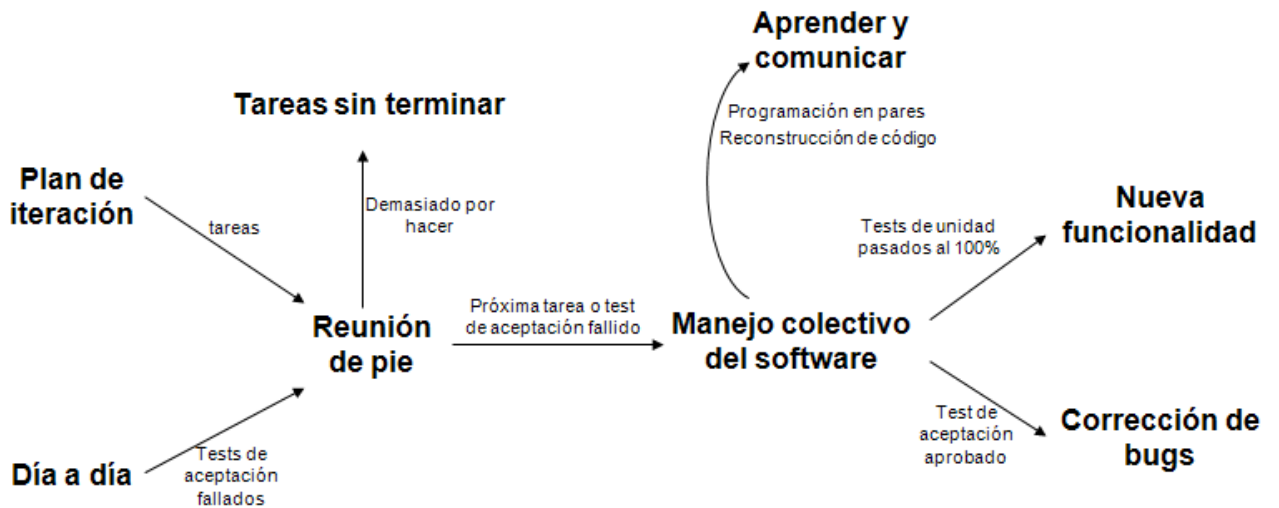 Aprender y
comunicar
Tareas sin terminar
Programación en pares
Reconstrucción de código
Plan de
iteración
tareas
Demasiado por
hacer
Nueva
funcionalidad
Tests de unidad
pasados al 100%
Reunión
de pie
Próxima tarea o test
de aceptación fallido
Manejo colectivo
del software
Día a día
Tests de
aceptación
fallados
Test de
aceptación
aprobado
Corrección de
bugs